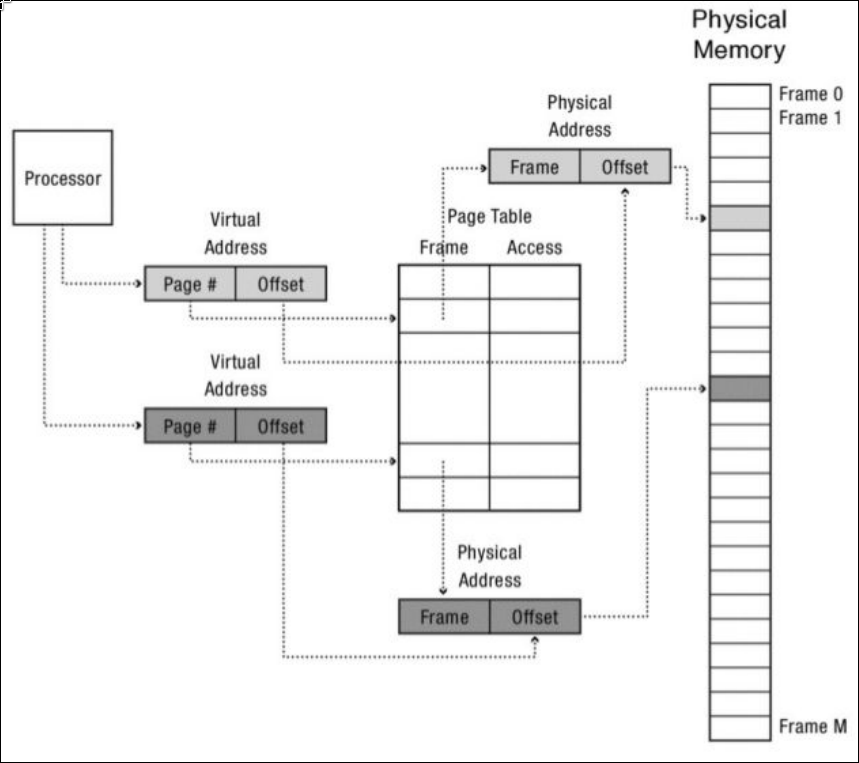 Physical
Memory
Frame 0
Frame 1
Physical
Address
Frame Offset
Processor
Virtual
Address
Page # Offset
Page Table
Frame Access
Virtual
Address
Page # Offset
Physical
Address
Frame Offset
Frame M